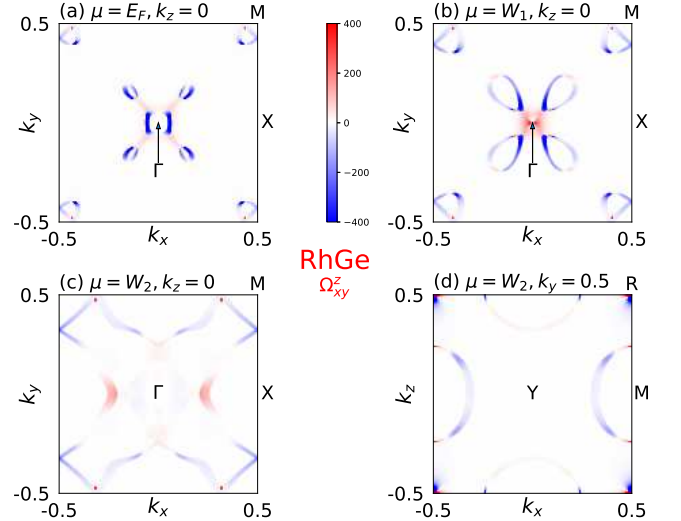 (a) μ = E_F, k_z = 0
M
0.5
k_y
X
Γ
-0.5
-0.5
k_x
0.5
400
200
0
−200
−400
(b) μ = W_1, k_z = 0
M
0.5
k_y
X
Γ
-0.5
-0.5
k_x
0.5
RhGe
Ω^z_{xy}
(c) μ = W_2, k_z = 0
M
0.5
k_y
Γ
X
-0.5
-0.5
k_x
0.5
(d) μ = W_2, k_y = 0.5
R
0.5
k_z
Y
M
-0.5
-0.5
k_x
0.5